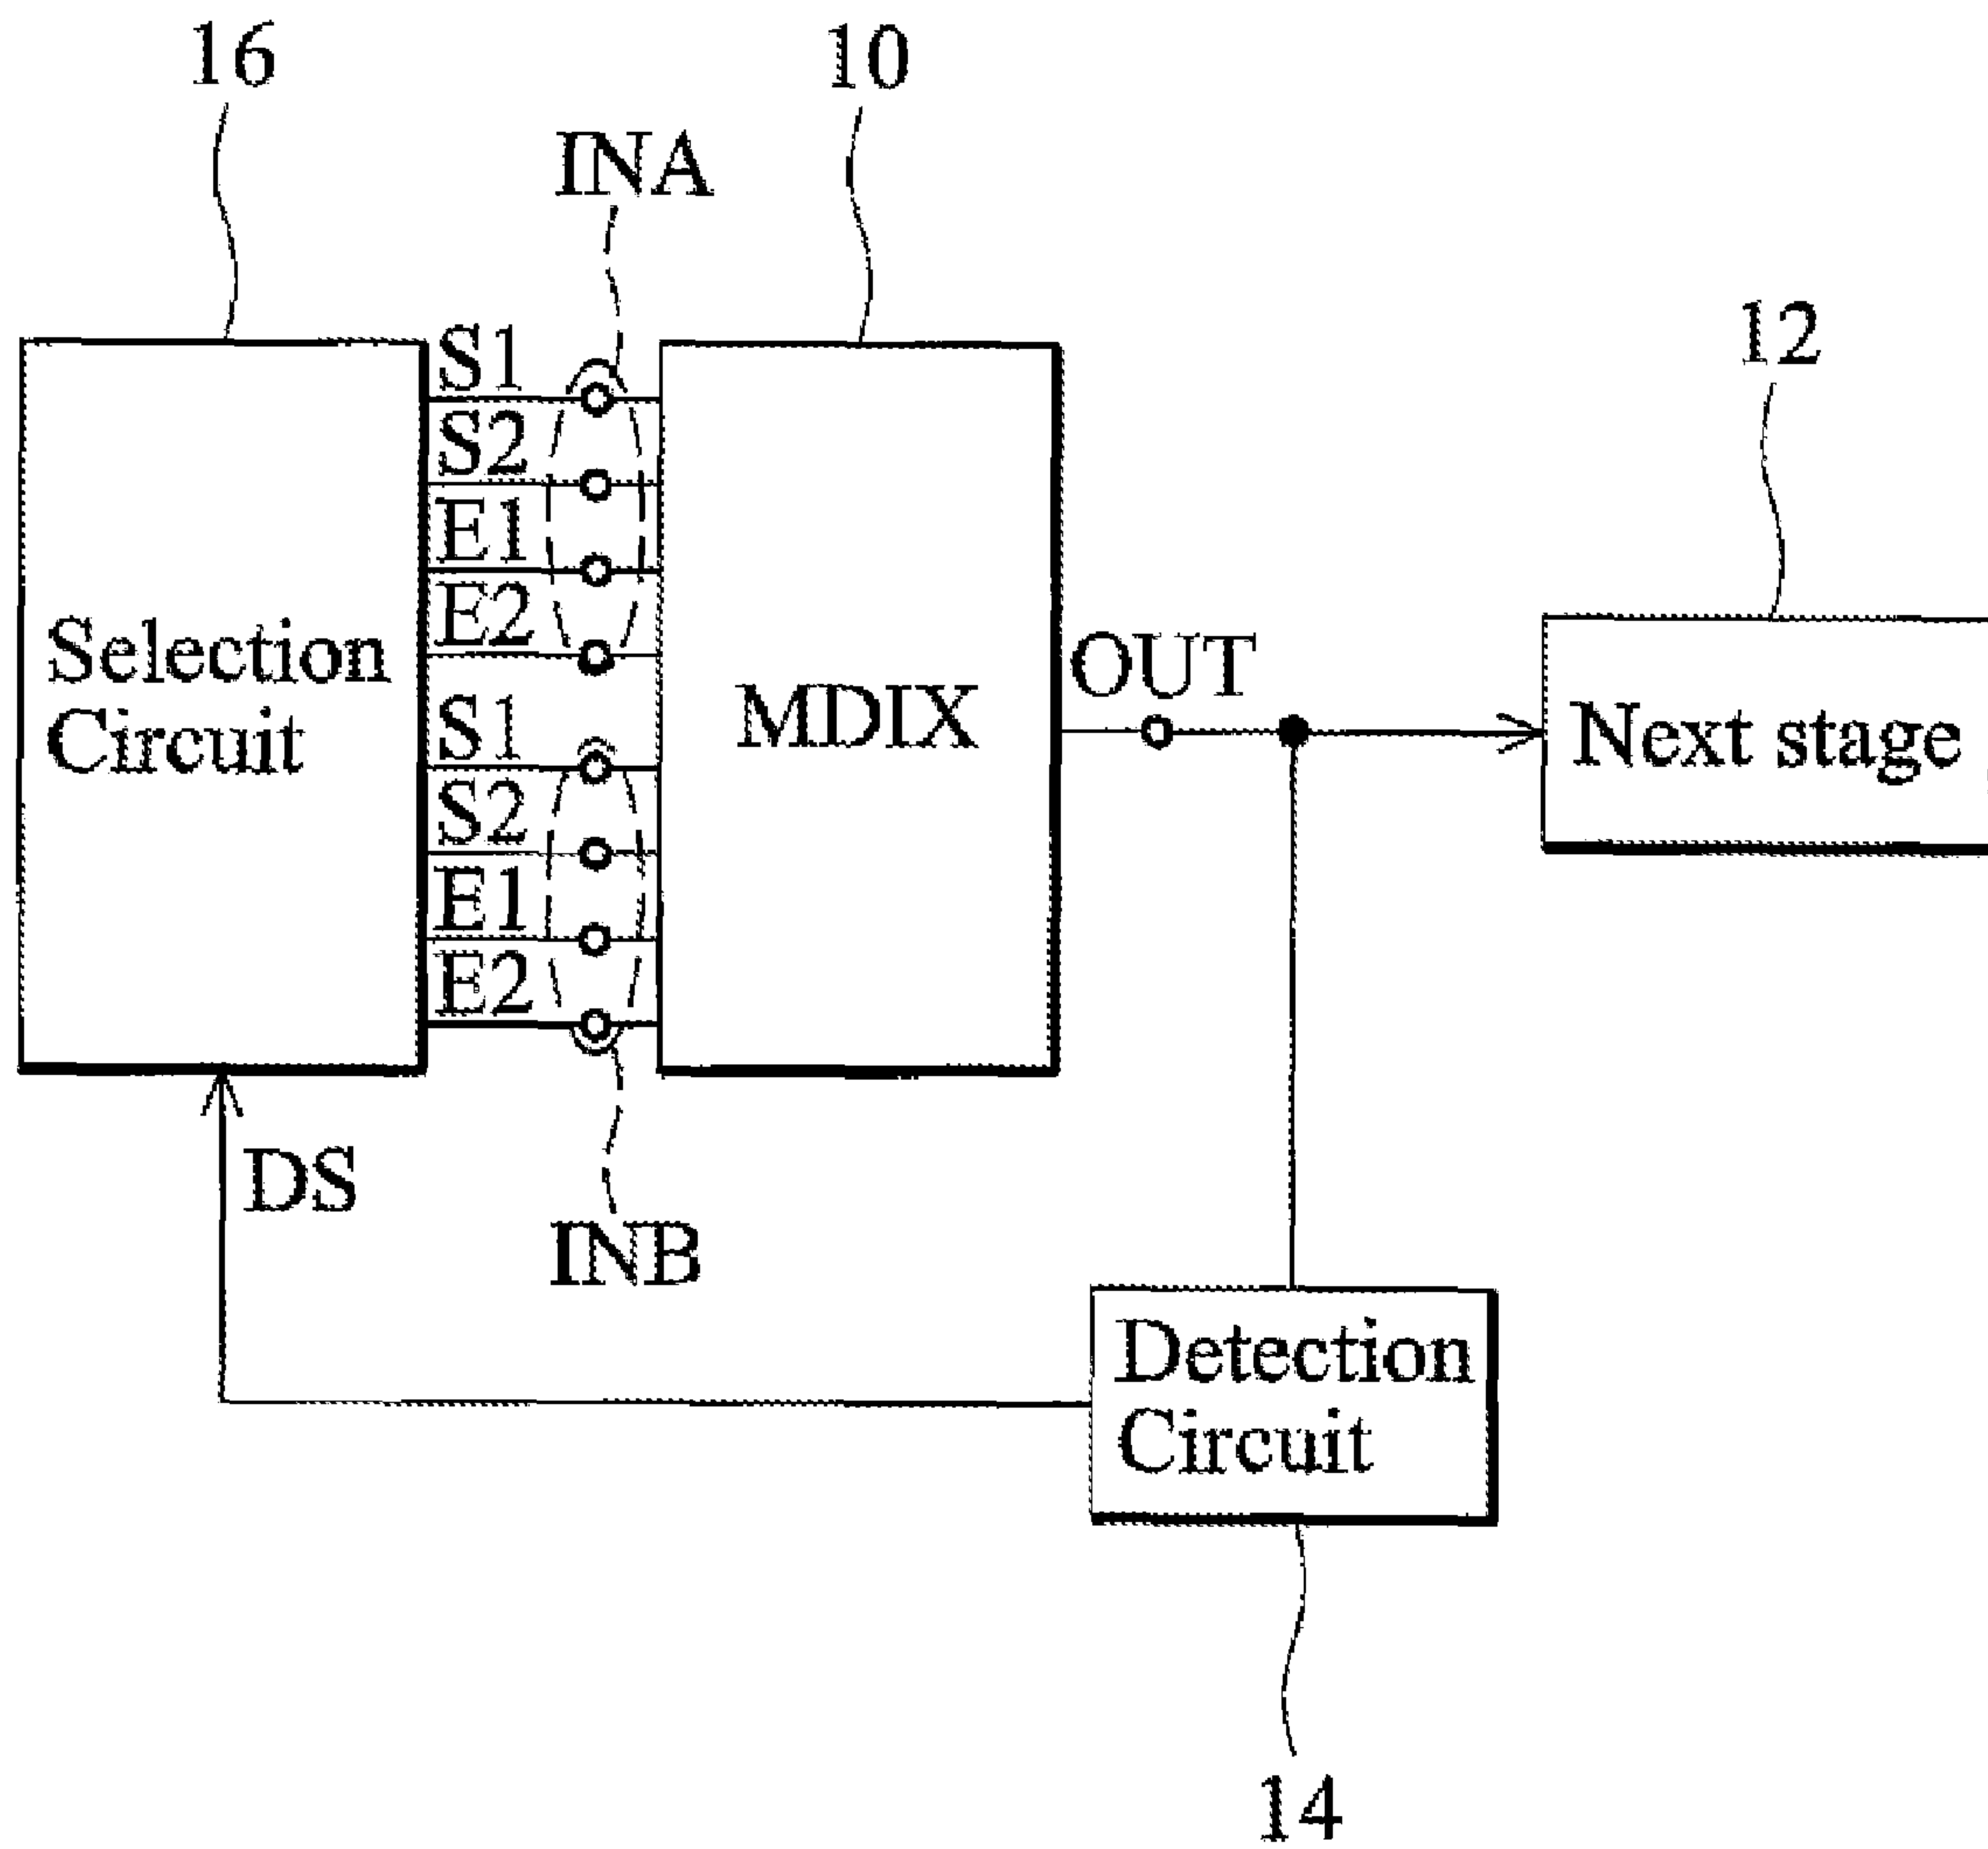 16
10
INA
12
S1
S2
E1
E2
S1
S2
E1
E2
Selection
Circuit
MDIX
OUT
Next stage
DS
INB
Detection
Circuit
14